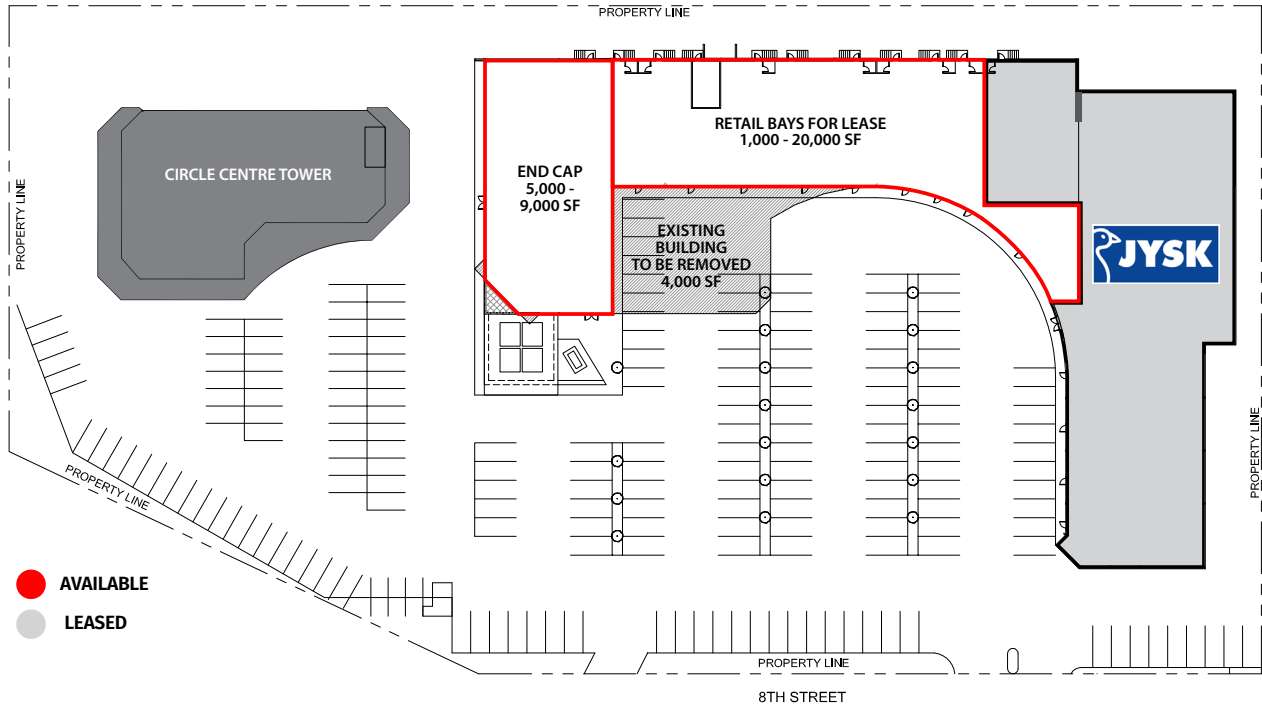 PROPERTY LINE
RETAIL BAYS FOR LEASE
1,000 - 20,000 SF
CIRCLE CENTRE TOWER
END CAP
5,000 -
9,000 SF
PROPERTY LINE
EXISTING
BUILDING
TO BE REMOVED
4,000 SF
JYSK
PROPERTY LINE
PROPERTY LINE
AVAILABLE
LEASED
PROPERTY LINE
8TH STREET